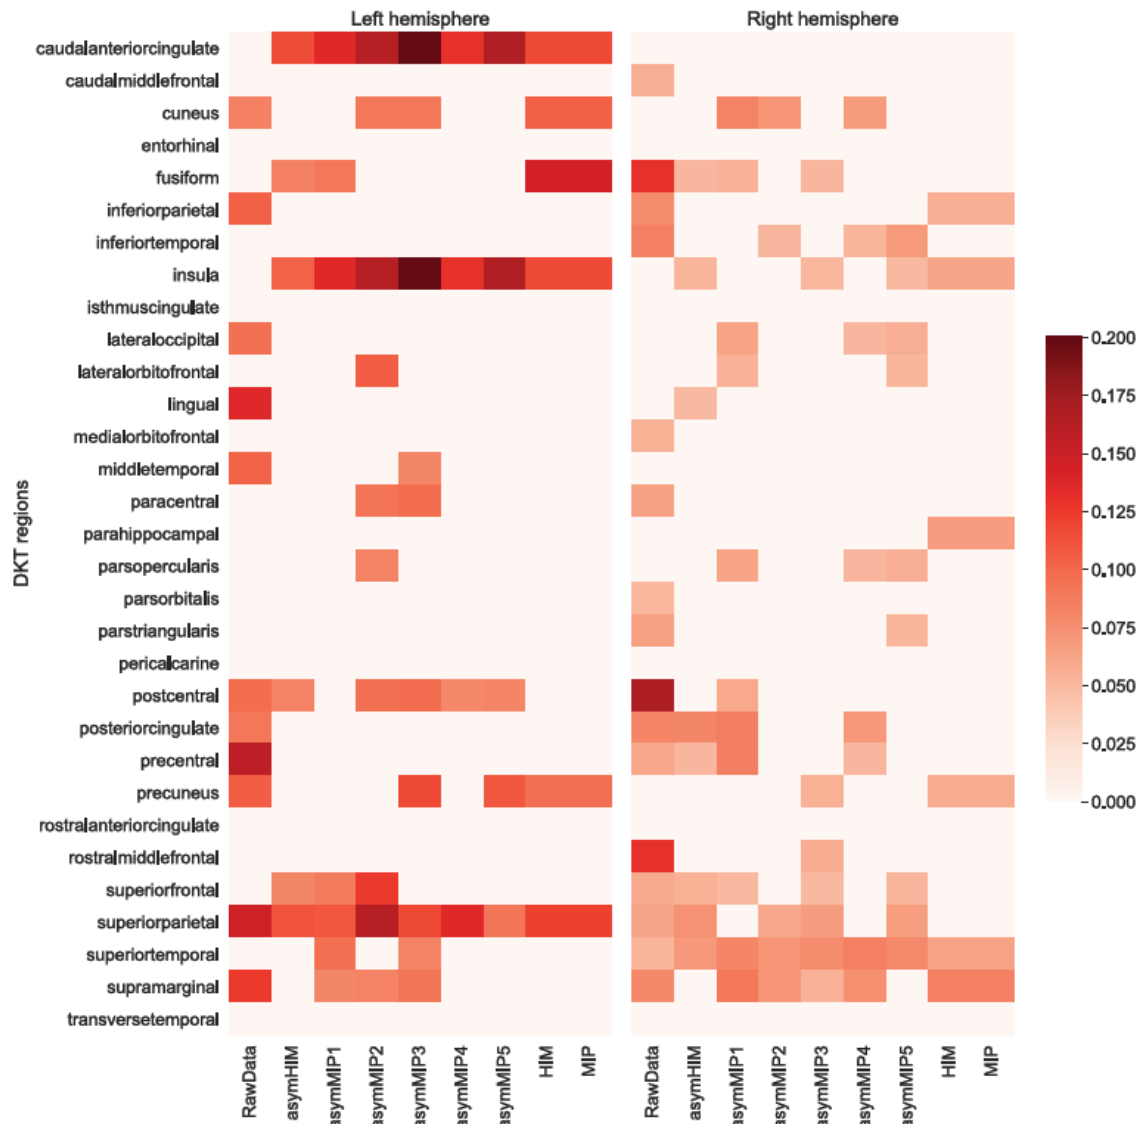 Left hemisphere
Right hemisphere
DKT regions
caudalanteriorcingulate
caudalmiddlefrontal
cuneus
entorhinal
fusiform
inferiorparietal
inferiortemporal
insula
isthmuscingulate
lateraloccipital
lateralorbitofrontal
lingual
medialorbitofrontal
middletemporal
paracentral
parahippocampal
parsopercularis
parsorbitalis
parstriangularis
pericalcarine
postcentral
posteriorcingulate
precentral
precuneus
rostralanteriorcingulate
rostralmiddlefrontal
superiorfrontal
superiorparietal
superiortemporal
supramarginal
transversetemporal
RawData
asymHIM
asymMIP1
asymMIP2
asymMIP3
asymMIP4
asymMIP5
HIM
MIP
RawData
asymHIM
asymMIP1
asymMIP2
asymMIP3
asymMIP4
asymMIP5
HIM
MIP
0.200
0.175
0.150
0.125
0.100
0.075
0.050
0.025
0.000